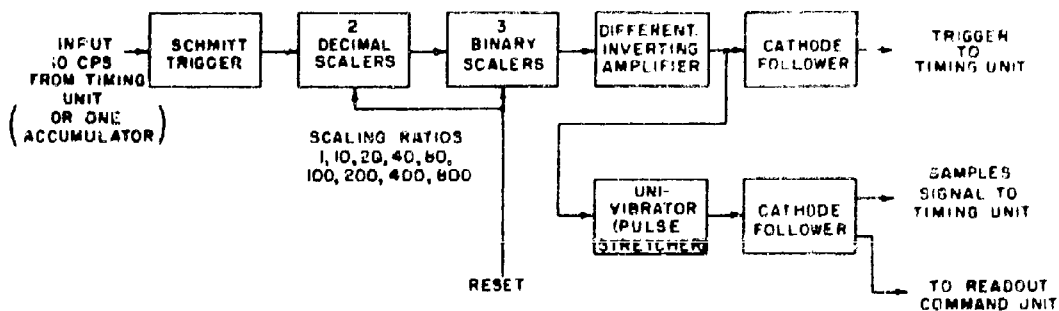 INPUT
10 CPS
FROM TIMING
UNIT
(OR ONE
ACCUMULATOR)
SCHMITT
TRIGGER
2
DECIMAL
SCALERS
3
BINARY
SCALERS
DIFFERENT.
INVERTING
AMPLIFIER
CATHODE
FOLLOWER
TRIGGER
TO
TIMING UNIT
SCALING RATIOS
1, 10, 20, 40, 80,
100, 200, 400, 800
UNI-
VIBRATOR
(PULSE
STRETCHER)
CATHODE
FOLLOWER
SAMPLES
SIGNAL TO
TIMING UNIT
RESET
TO READOUT
COMMAND UNIT